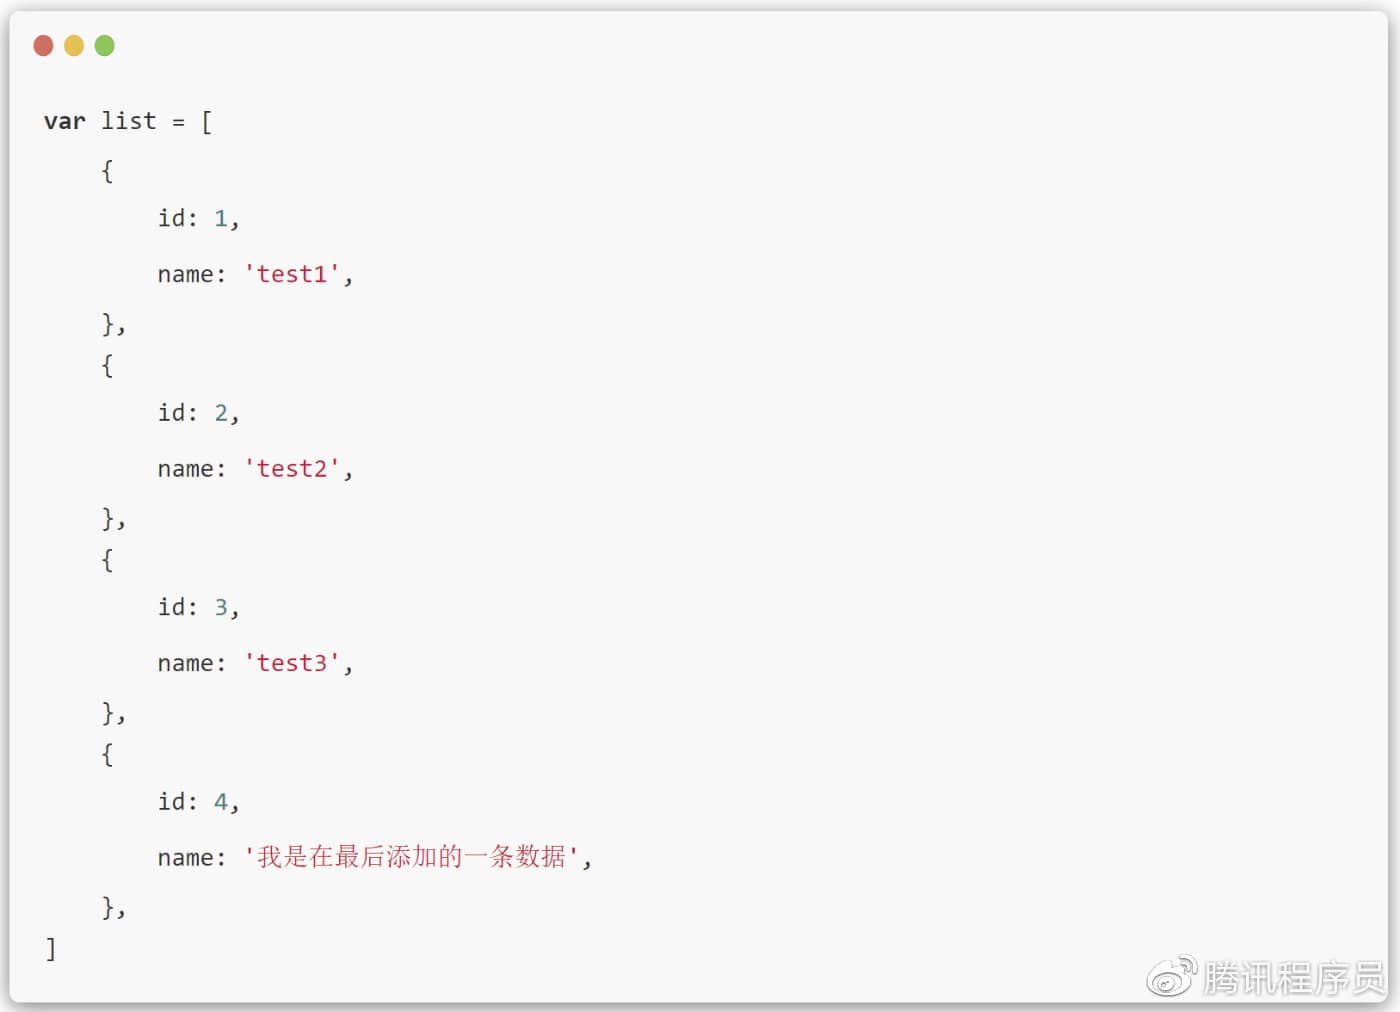 var list = [
    {
        id: 1,
        name: 'test1',
    },
    {
        id: 2,
        name: 'test2',
    },
    {
        id: 3,
        name: 'test3',
    },
    {
        id: 4,
        name: '我是在最后添加的一条数据',
    },
]
腾讯程序员